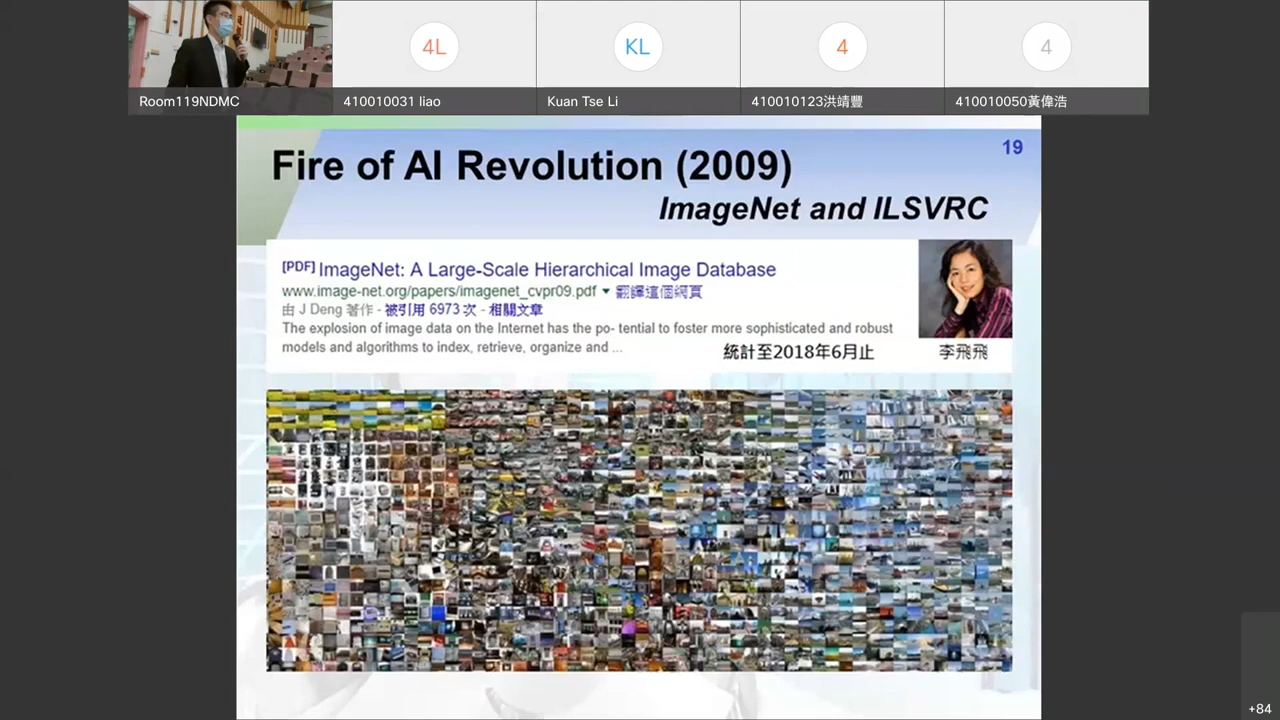 4L
KL
4
4
Room119NDMC
410010031 liao
Kuan Tse Li
410010123洪靖豐
410010050黃偉浩
19
Fire of AI Revolution (2009)
ImageNet and ILSVRC
[PDF] ImageNet: A Large-Scale Hierarchical Image Database
www.image-net.org/papers/imagenet_cvpr09.pdf ▼ 翻譯這個網頁
由 J Deng 著作 - 被引用 6973 次 - 相關文章
The explosion of image data on the Internet has the po- tential to foster more sophisticated and robust
models and algorithms to index, retrieve, organize and ...
統計至2018年6月止
李飛飛
+84